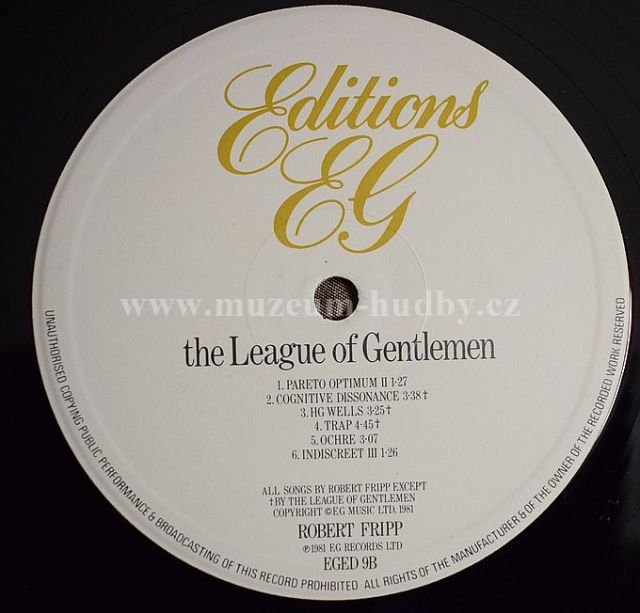 Editions
EG
www.muzeum-hudby.cz
the League of Gentlemen
1. PARETO OPTIMUM II 1·27
2. COGNITIVE DISSONANCE 3·38†
3. HG WELLS 3·25†
4. TRAP 4·45†
5. OCHRE 3·07
6. INDISCREET III 1·26
ALL SONGS BY ROBERT FRIPP EXCEPT
†BY THE LEAGUE OF GENTLEMEN
COPYRIGHT ©EG MUSIC LTD. 1981
ROBERT FRIPP
℗1981 EG RECORDS LTD
EGED 9B
UNAUTHORISED COPYING PUBLIC PERFORMANCE & BROADCASTING OF THIS RECORD PROHIBITED · ALL RIGHTS OF THE MANUFACTURER & OF THE OWNER OF THE RECORDED WORK RESERVED